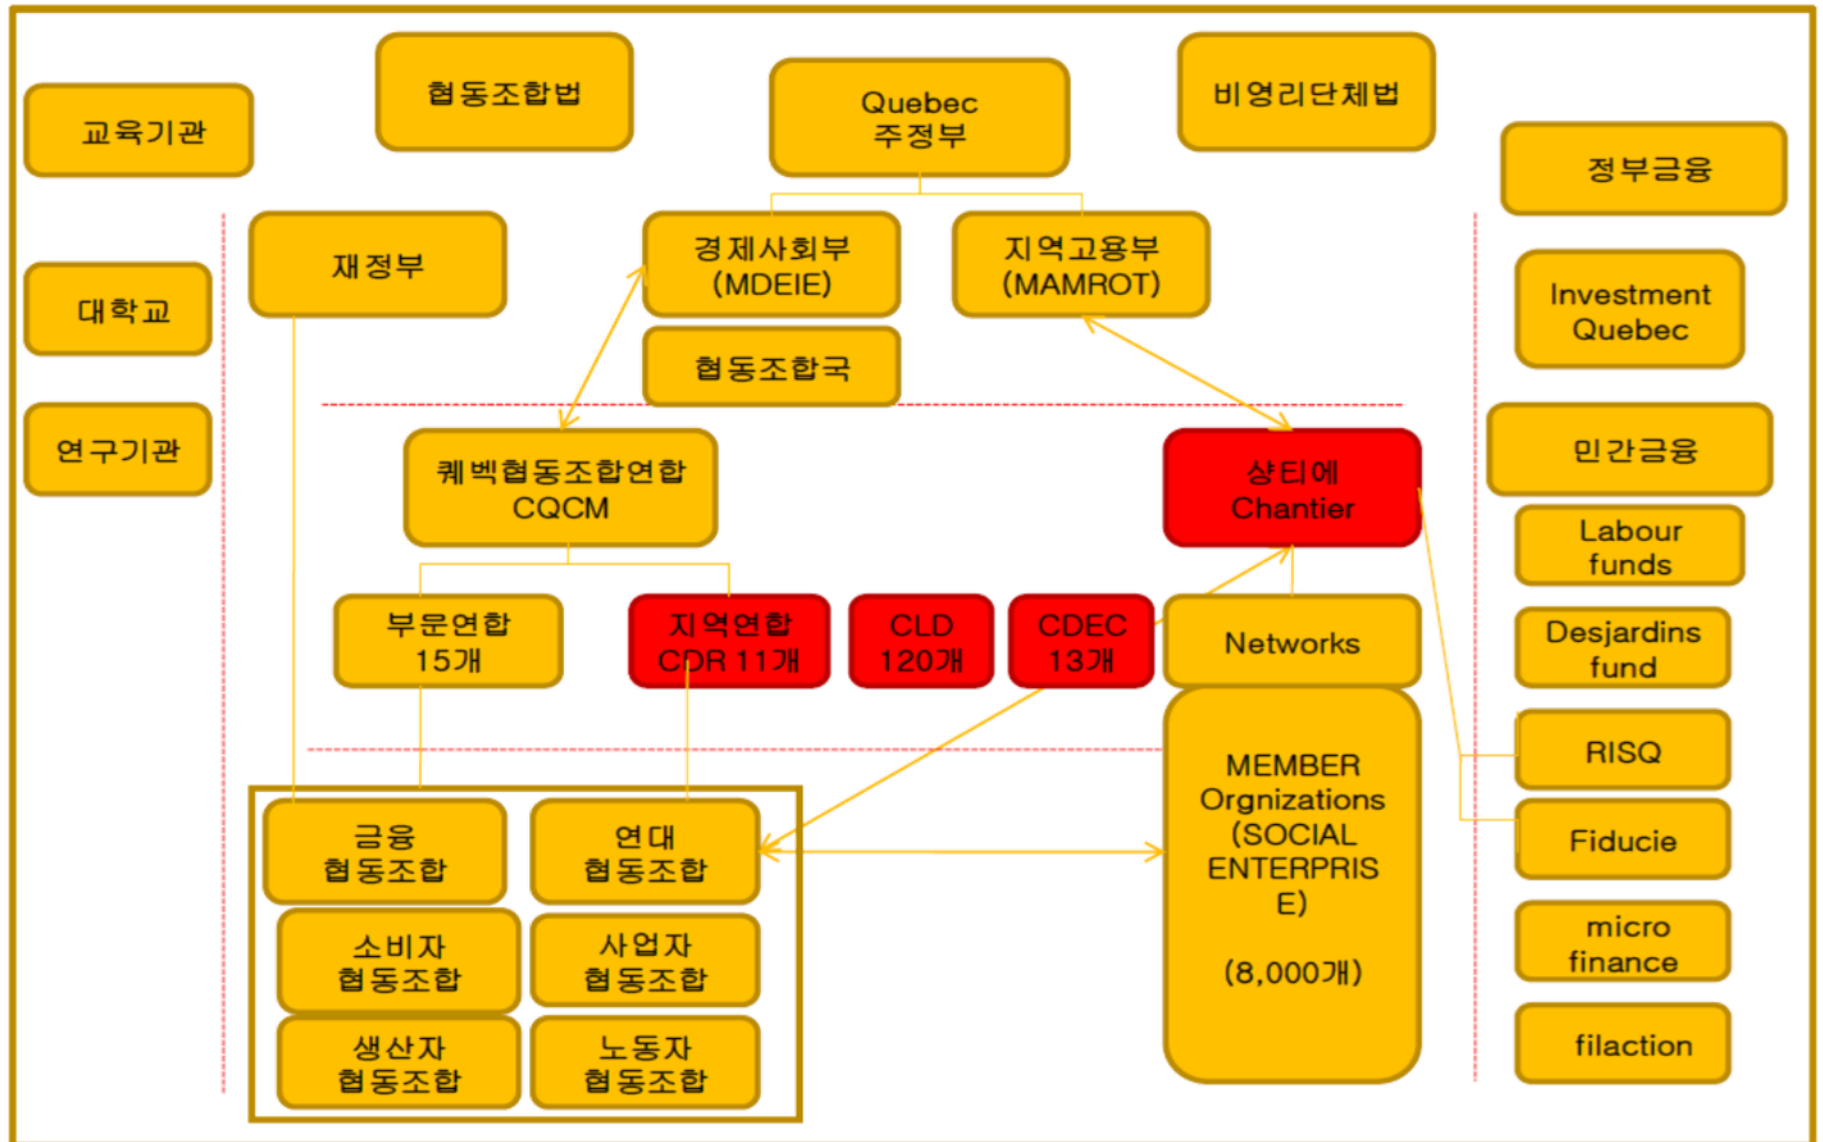 협동조합법
Quebec
주정부
비영리단체법
교육기관
정부금융
재정부
경제사회부
(MDEIE)
지역고용부
(MAMROT)
대학교
Investment
Quebec
협동조합국
연구기관
퀘벡협동조합연합
CQCM
샹티에
Chantier
민간금융
Labour
funds
부문연합
15개
지역연합
CDR 11개
CLD
120개
CDEC
13개
Networks
Desjardins
fund
RISQ
MEMBER
Orgnizations
(SOCIAL
ENTERPRIS
E)
(8,000개)
금융
협동조합
연대
협동조합
Fiducie
소비자
협동조합
사업자
협동조합
micro
finance
생산자
협동조합
노동자
협동조합
filaction